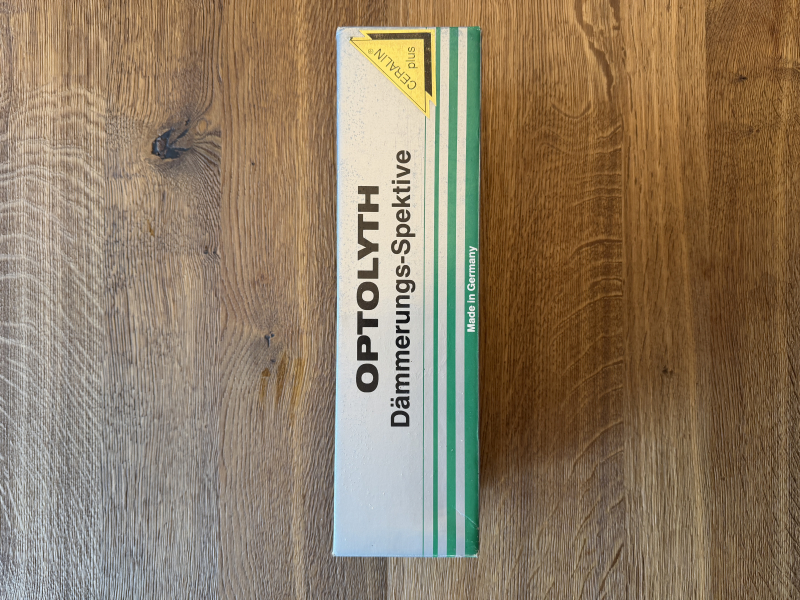 OPTOLYTH
Dämmerungs-Spektive
Made in Germany
CERALIN®
plus